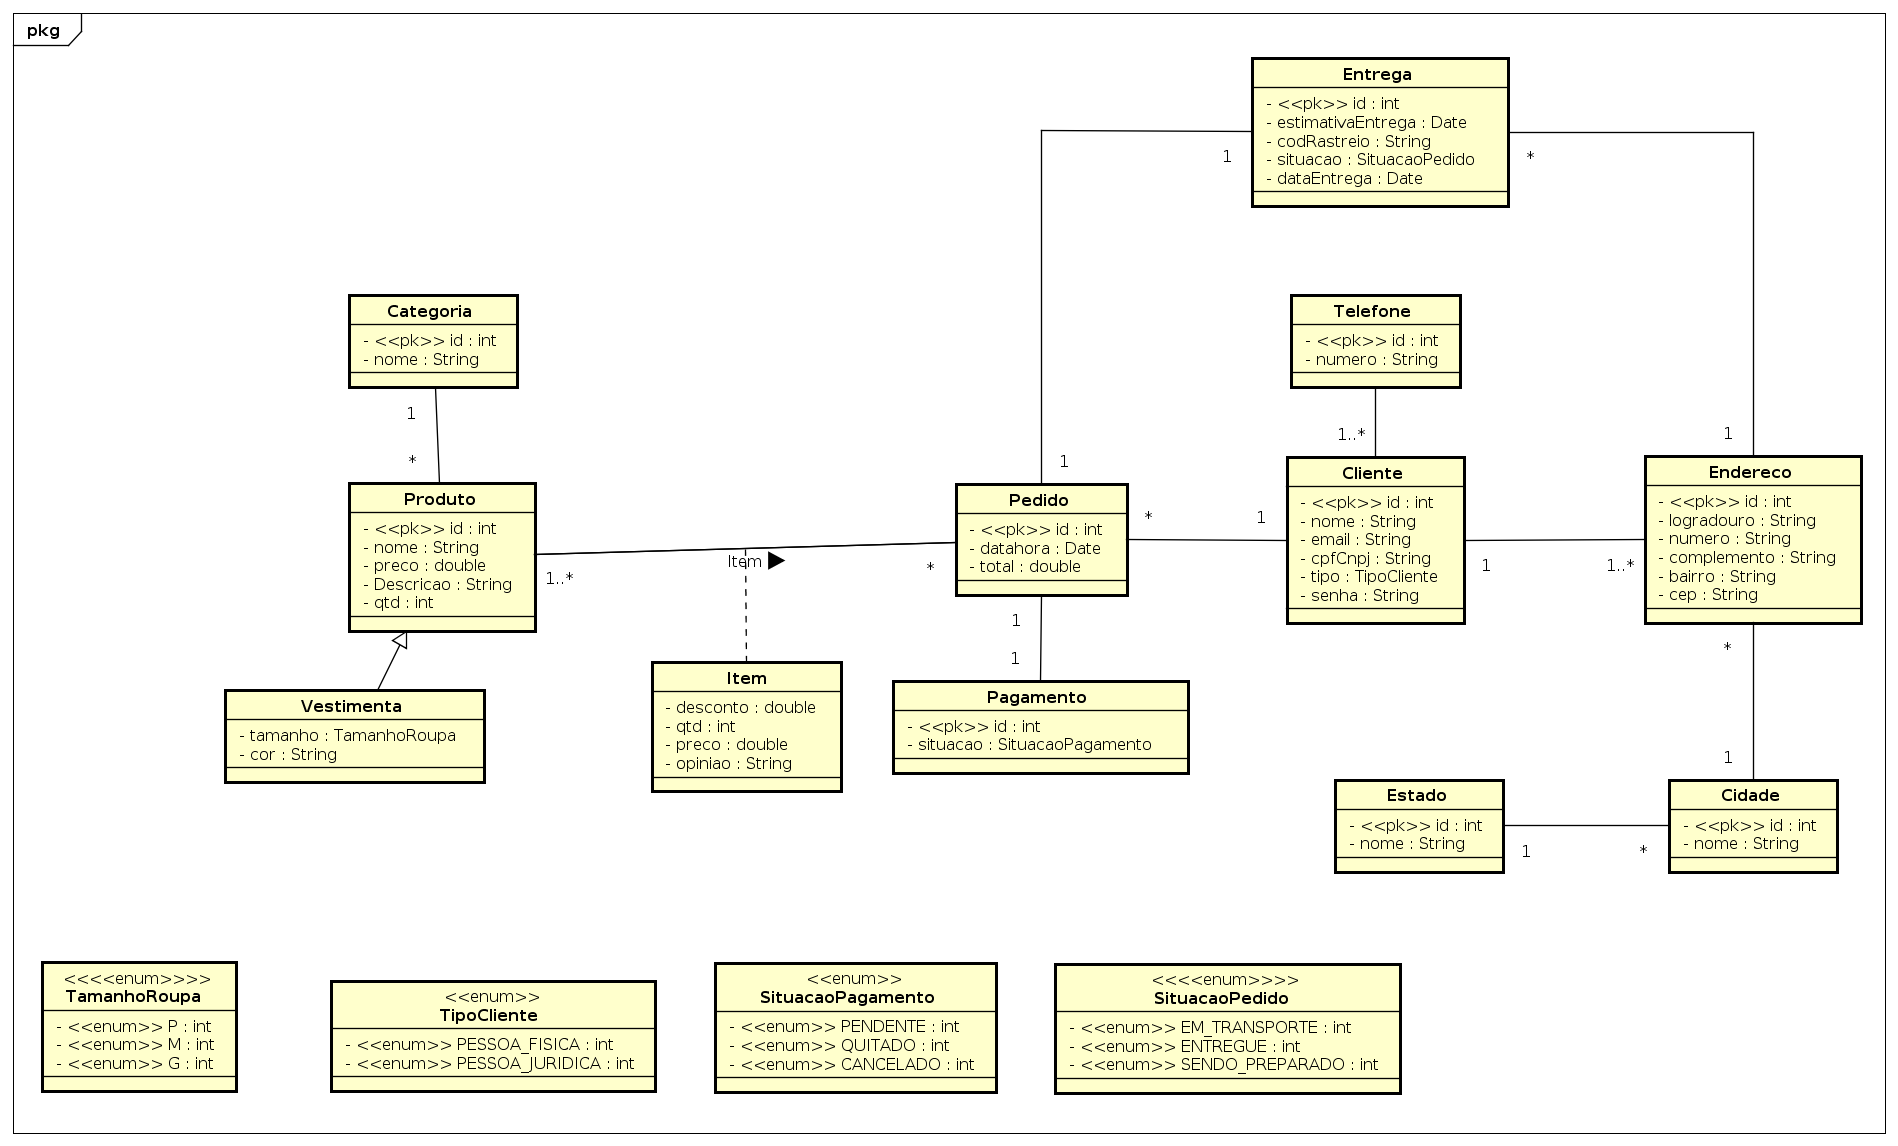 pkg
Entrega
- <<pk>> id : int
- estimativaEntrega : Date
- codRastreio : String
- situacao : SituacaoPedido
- dataEntrega : Date
1
*
Categoria
- <<pk>> id : int
- nome : String
1
*
Telefone
- <<pk>> id : int
- numero : String
1..*
1
1
Produto
- <<pk>> id : int
- nome : String
- preco : double
- Descricao : String
- qtd : int
1..*
Item
*
Pedido
- <<pk>> id : int
- datahora : Date
- total : double
*
1
Cliente
- <<pk>> id : int
- nome : String
- email : String
- cpfCnpj : String
- tipo : TipoCliente
- senha : String
1
1..*
Endereco
- <<pk>> id : int
- logradouro : String
- numero : String
- complemento : String
- bairro : String
- cep : String
1
1
*
1
Vestimenta
- tamanho : TamanhoRoupa
- cor : String
Item
- desconto : double
- qtd : int
- preco : double
- opiniao : String
Pagamento
- <<pk>> id : int
- situacao : SituacaoPagamento
Estado
- <<pk>> id : int
- nome : String
1
*
Cidade
- <<pk>> id : int
- nome : String
<<<<enum>>>>
TamanhoRoupa
- <<enum>> P : int
- <<enum>> M : int
- <<enum>> G : int
<<enum>>
TipoCliente
- <<enum>> PESSOA_FISICA : int
- <<enum>> PESSOA_JURIDICA : int
<<enum>>
SituacaoPagamento
- <<enum>> PENDENTE : int
- <<enum>> QUITADO : int
- <<enum>> CANCELADO : int
<<<<enum>>>>
SituacaoPedido
- <<enum>> EM_TRANSPORTE : int
- <<enum>> ENTREGUE : int
- <<enum>> SENDO_PREPARADO : int